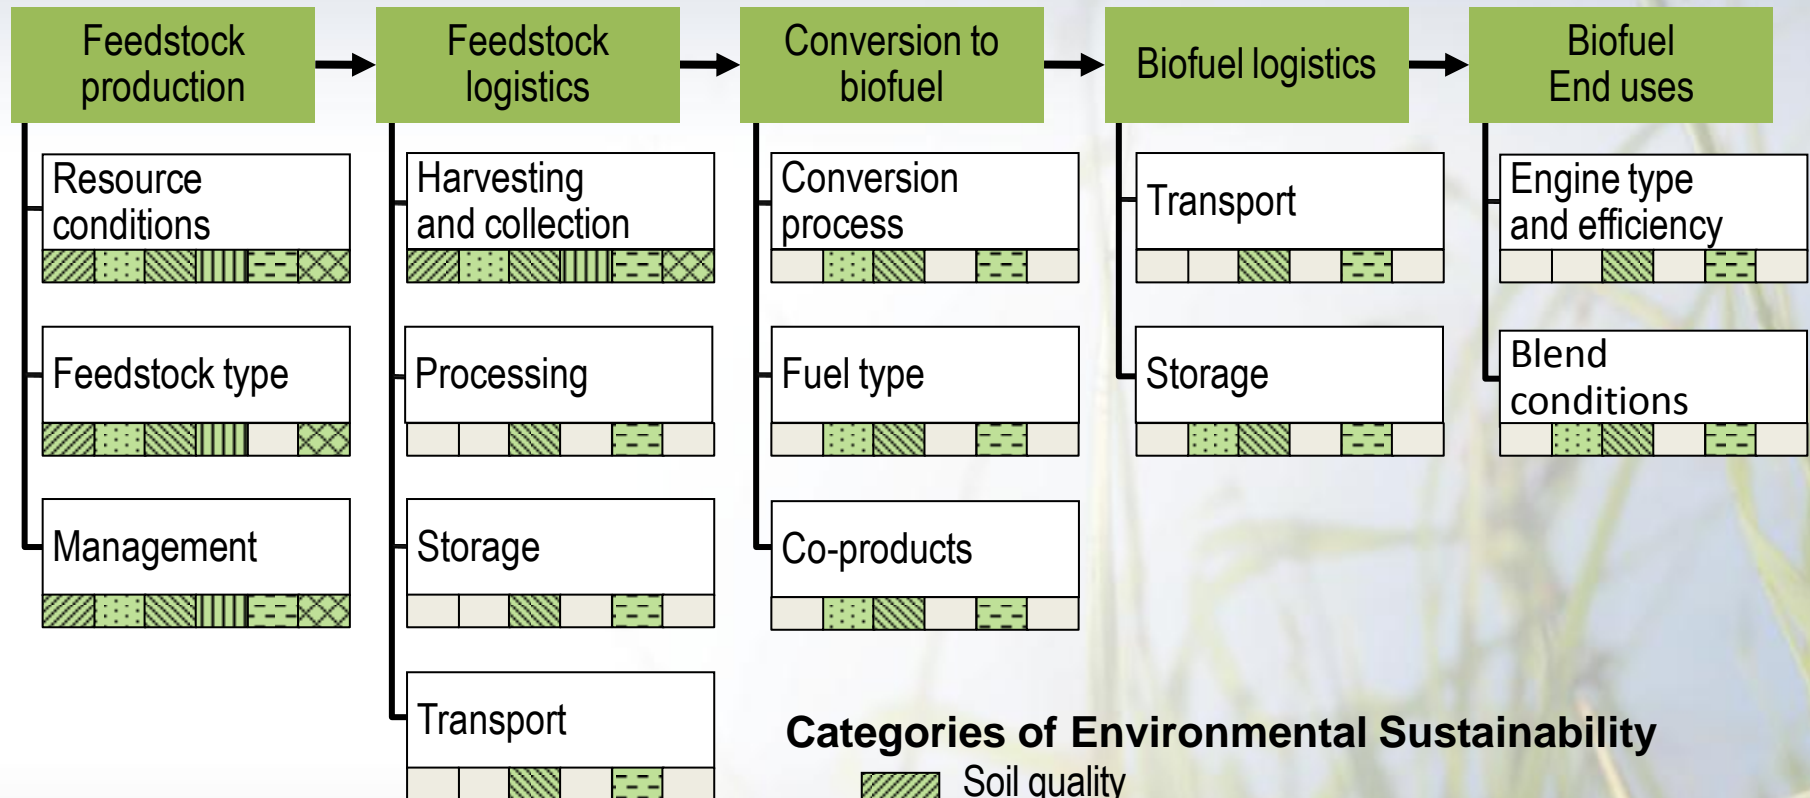 Feedstock
production
Feedstock
logistics
Conversion to
biofuel
Biofuel logistics
Biofuel
End uses
Resource
conditions
Feedstock type
Management
Harvesting
and collection
Processing
Storage
Transport
Conversion
process
Fuel type
Co-products
Transport
Storage
Engine type
and efficiency
Blend
conditions
Categories of Environmental Sustainability
Soil quality